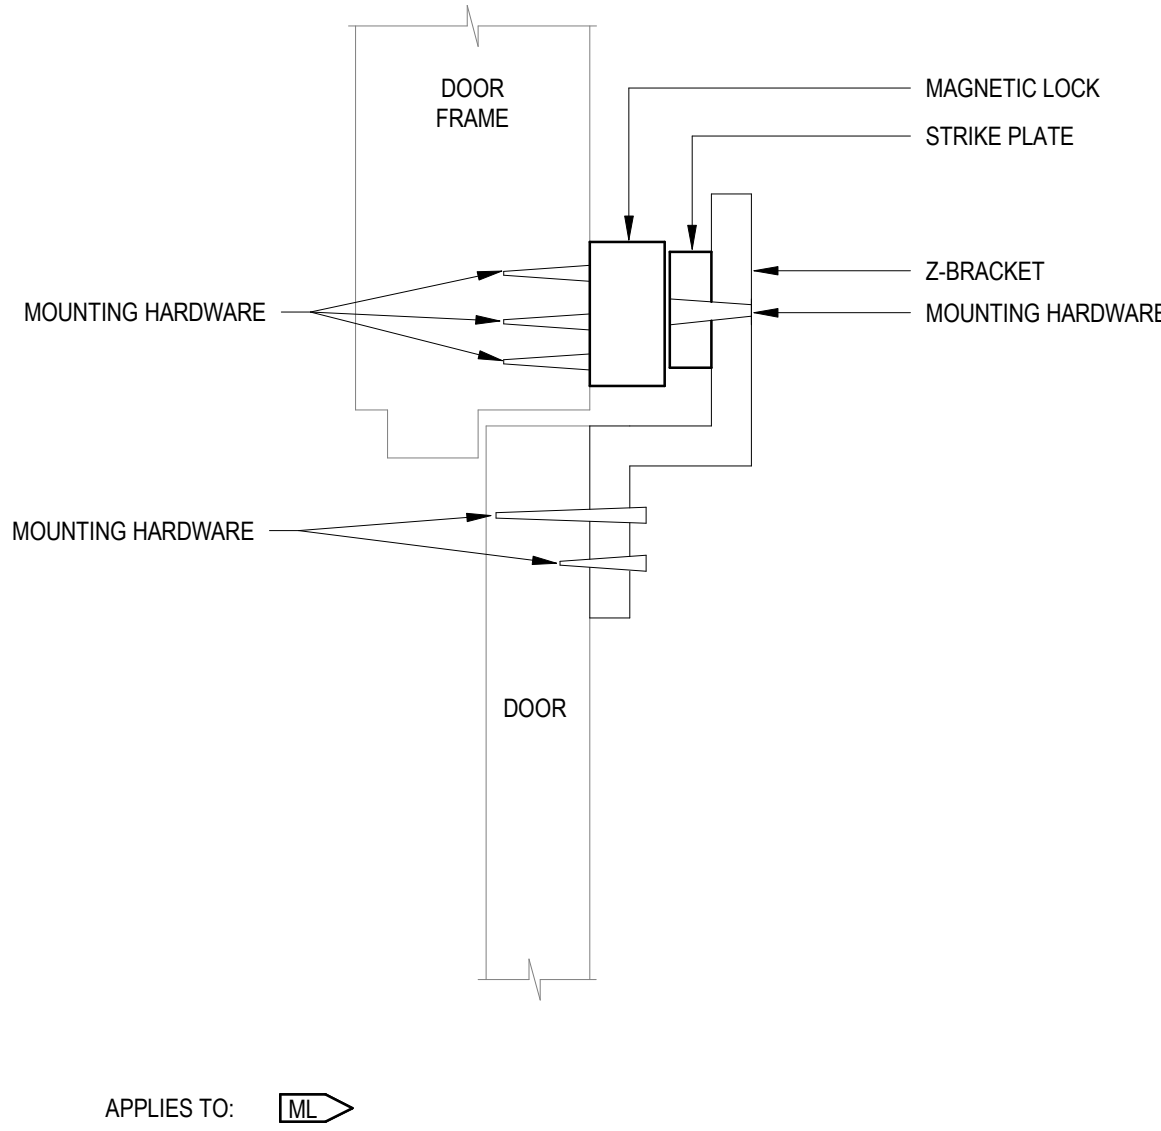 DOOR
FRAME
MAGNETIC LOCK
STRIKE PLATE
Z-BRACKET
MOUNTING HARDWARE
MOUNTING HARDWARE
MOUNTING HARDWARE
DOOR
APPLIES TO: ML